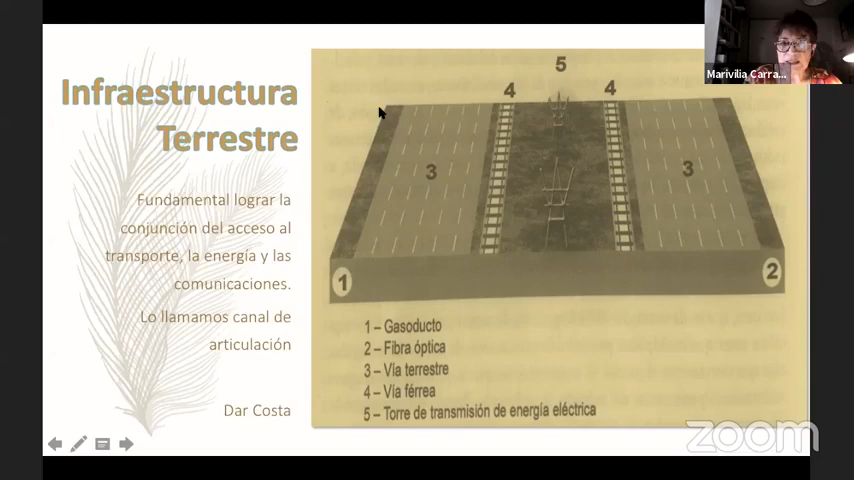 Infraestructura
Terrestre
Fundamental lograr la
conjunción del acceso al
transporte, la energía y las
comunicaciones.
Lo llamamos canal de
articulación
Dar Costa
5
4
4
3
3
1
2
1 – Gasoducto
2 – Fibra óptica
3 – Vía terrestre
4 – Vía férrea
5 – Torre de transmisión de energía eléctrica
Marivilia Carra...
zoom